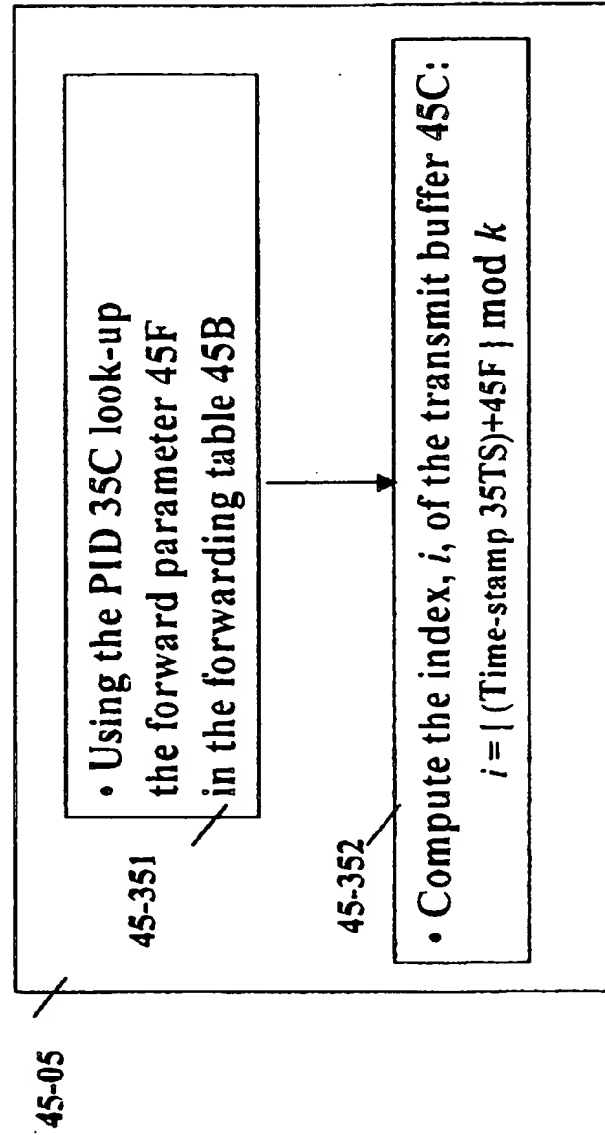 45-05
45-351
• Using the PID 35C look-up
the forward parameter 45F
in the forwarding table 45B
45-352
• Compute the index, i, of the transmit buffer 45C:
i = { (Time-stamp 35TS)+45F } mod k